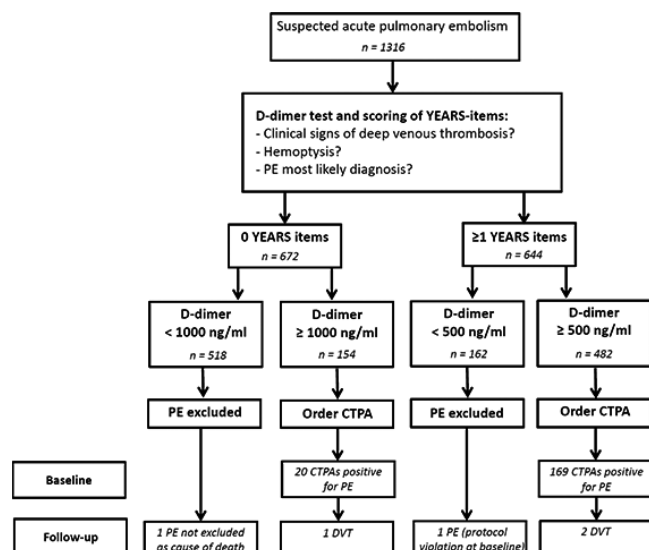 Suspected acute pulmonary embolism
n = 1316
D-dimer test and scoring of YEARS-items:
- Clinical signs of deep venous thrombosis?
- Hemoptysis?
- PE most likely diagnosis?
0 YEARS items
n = 672
≥1 YEARS items
n = 644
D-dimer
< 1000 ng/ml
n = 518
D-dimer
≥ 1000 ng/ml
n = 154
D-dimer
< 500 ng/ml
n = 162
D-dimer
≥ 500 ng/ml
n = 482
PE excluded
Order CTPA
PE excluded
Order CTPA
Baseline
20 CTPAs positive
for PE
169 CTPAs positive
for PE
Follow-up
1 PE not excluded
as cause of death
1 DVT
1 PE (protocol
violation at baseline)
2 DVT